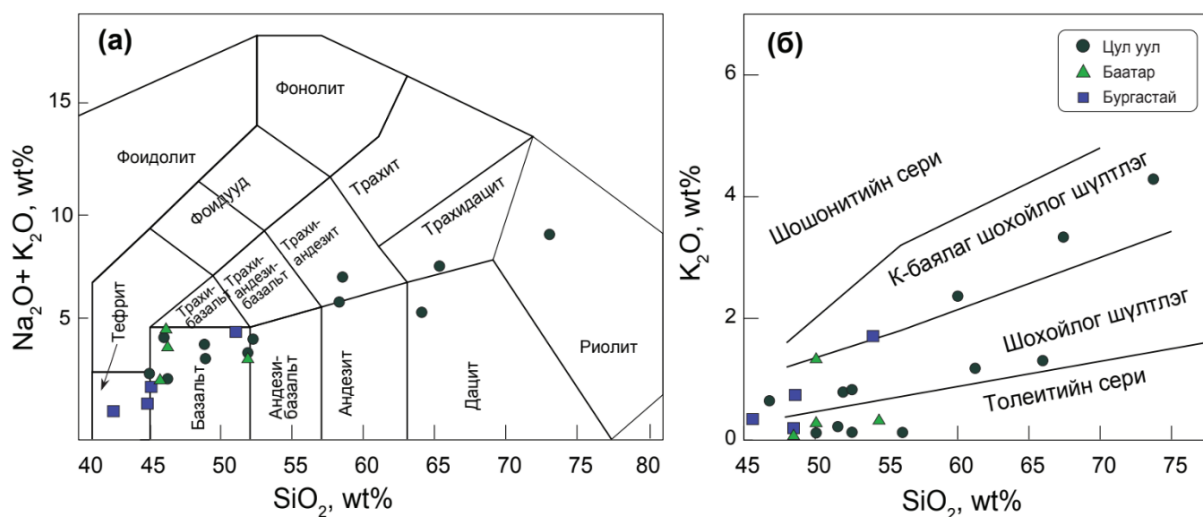 (а)
Na₂O+ K₂O, wt%
15
10
5
Фонолит
Фоидолит
Фоидууд
Трахит
Трахидацит
Трахи-
андезит
Трахи-
андези-
базальт
Трахи-
базальт
Тефрит
Базальт
Андези-
базальт
Андезит
Дацит
Риолит
40
45
50
55
60
65
70
75
80
SiO₂, wt%
(б)
K₂O, wt%
6
4
2
0
Цул уул
Баатар
Бургастай
Шошонитийн сери
К-баялаг шохойлог шүлтлэг
Шохойлог шүлтлэг
Толеитийн сери
45
50
55
60
65
70
75
SiO₂, wt%